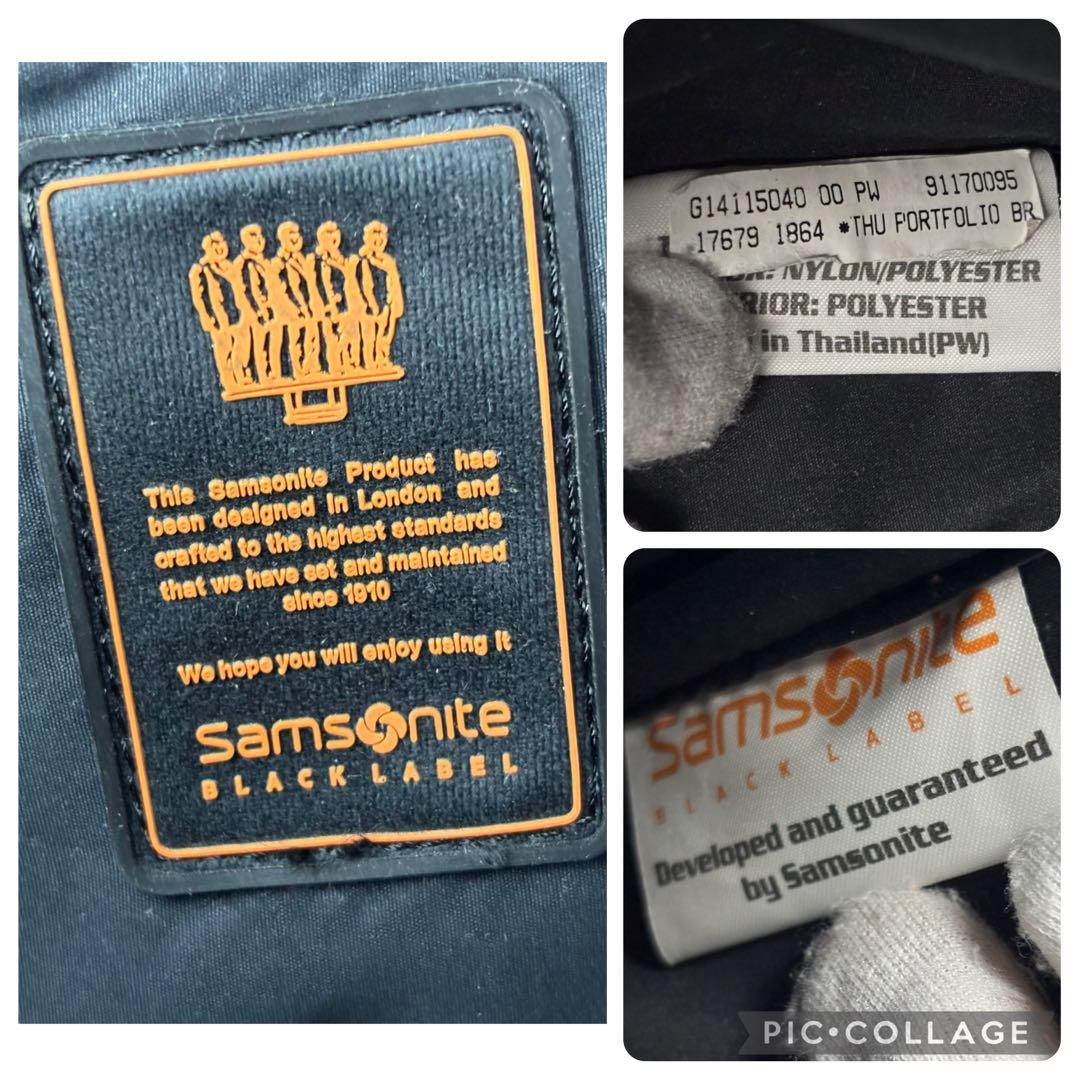 This Samsonite Product has
been designed in London and
crafted to the highest standards
that we have set and maintained
since 1910
We hope you will enjoy using it
Samsonite
BLACK LABEL
G14115040 00 PW 91170095
17679 1864 *THU PORTFOLIO BR
NYLON/POLYESTER
RIOR: POLYESTER
in Thailand(PW)
Samsonite
BLACK LABEL
Developed and guaranteed
by Samsonite
PIC•COLLAGE